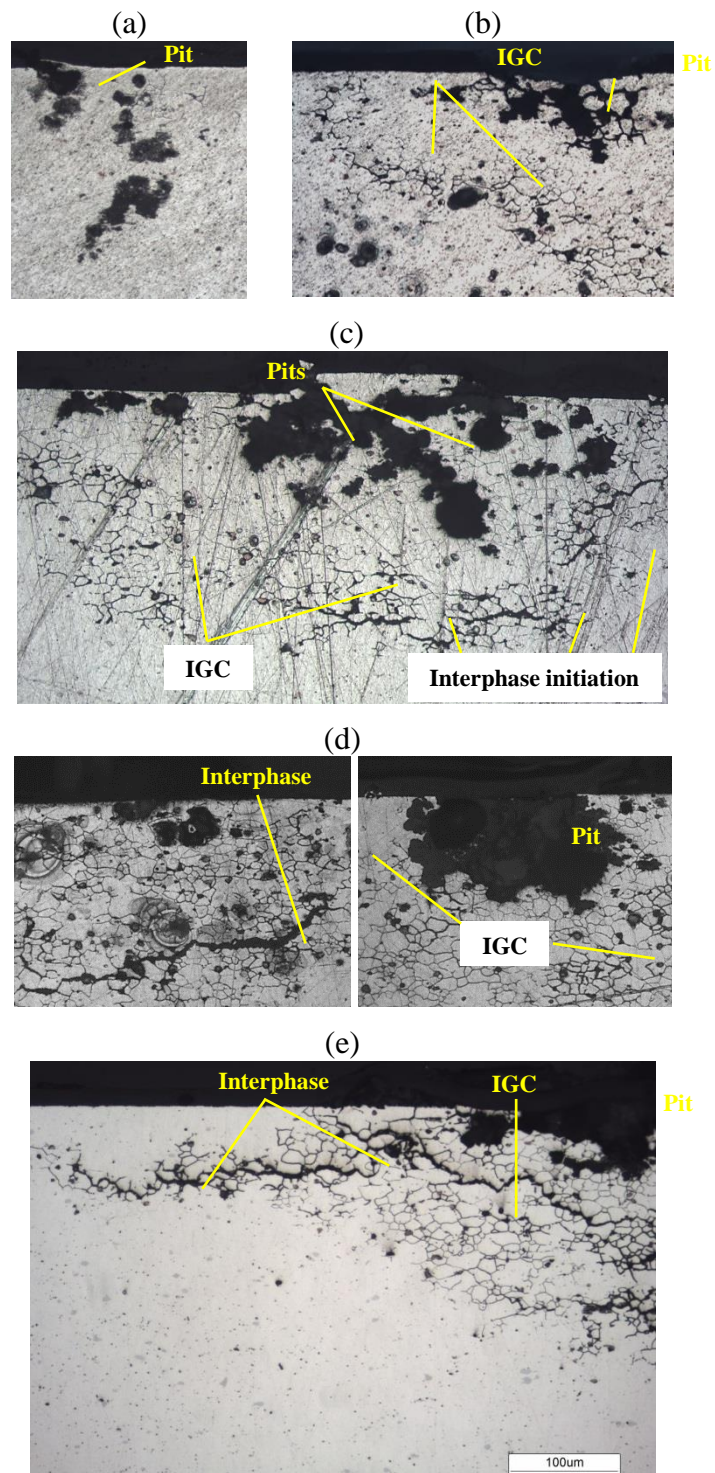 (a)
(b)
Pit
IGC
Pit
(c)
Pits
IGC
Interphase initiation
(d)
Interphase
Pit
IGC
(e)
Interphase
IGC
Pit
100um